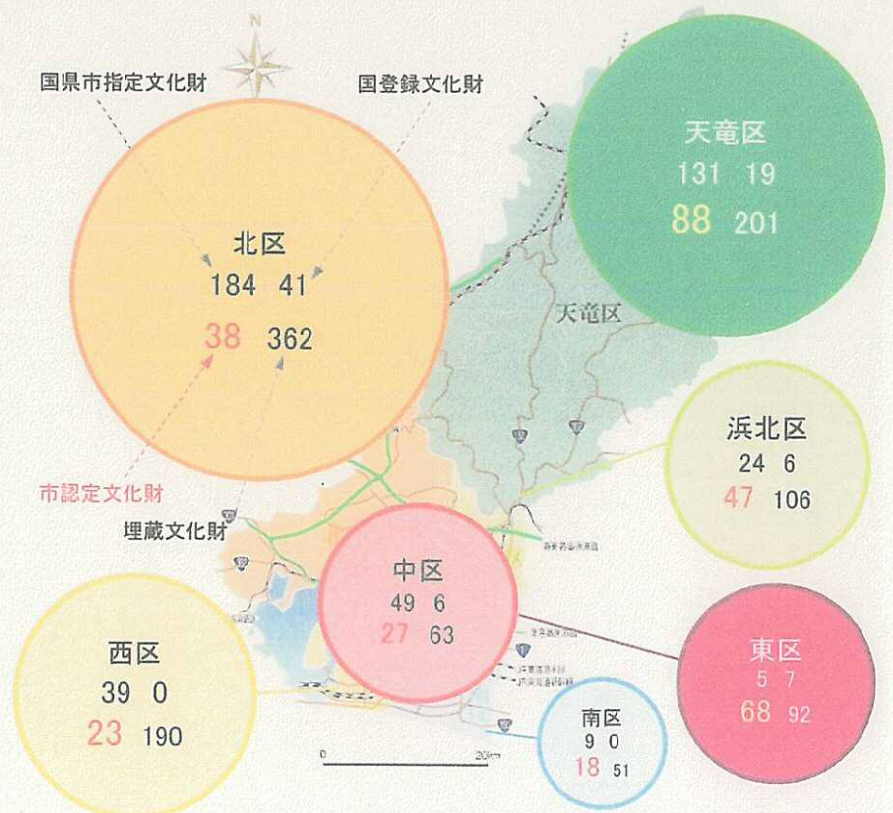 N
国県市指定文化財
国登録文化財
天竜区
131 19
88 201
北区
184 41
38 362
天竜区
浜北区
24 6
47 106
市認定文化財
埋蔵文化財
中区
49 6
27 63
西区
39 0
23 190
東区
5 7
68 92
南区
9 0
18 51
0 20km